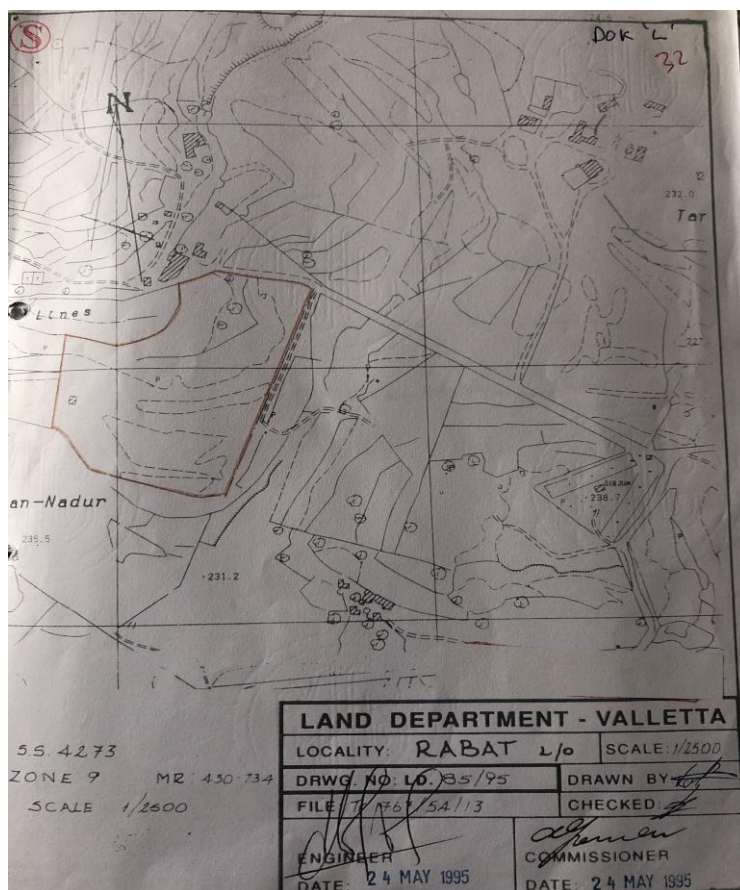 S
DOK 'L'
32
N
232.0
Tar
Lines
227
an-Nadur
238.7
235.5
·231.2
S.S. 4273
ZONE 9 MR: 430-734
SCALE 1/2500
LAND DEPARTMENT - VALLETTA
LOCALITY: RABAT L/O SCALE: 1/2500
DRWG. NO: LD. 85/95 DRAWN BY
FILE CHECKED:
ENGINEER COMMISSIONER
DATE: 24 MAY 1995 DATE: 24 MAY 1995